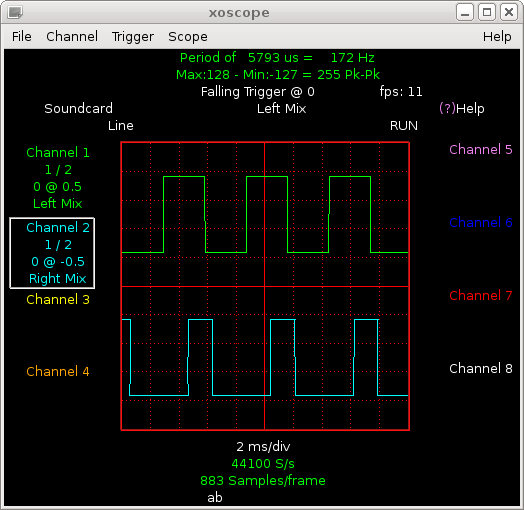 xoscope
File Channel Trigger Scope Help
Period of 5793 us = 172 Hz
Max:128 - Min:-127 = 255 Pk-Pk
Falling Trigger @ 0 fps: 11
Soundcard Left Mix (?)Help
Line RUN
Channel 1
1 / 2
0 @ 0.5
Left Mix
Channel 2
1 / 2
0 @ -0.5
Right Mix
Channel 3
Channel 4
Channel 5
Channel 6
Channel 7
Channel 8
2 ms/div
44100 S/s
883 Samples/frame
ab